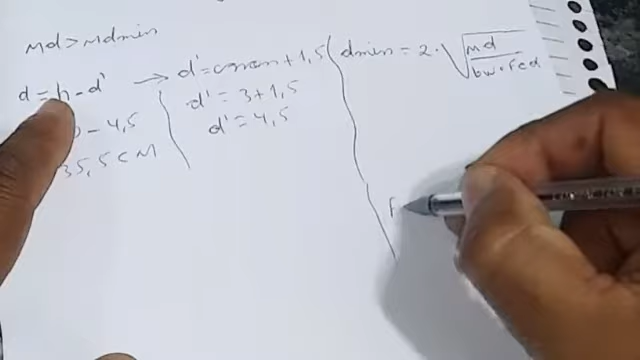 Md > Mdmin
d = h - d'
- 4,5
35,5 CM
→ d' = cnom + 1,5
d' = 3 + 1,5
d' = 4,5
dmin = 2 · √ Md / bw · Fcd
F